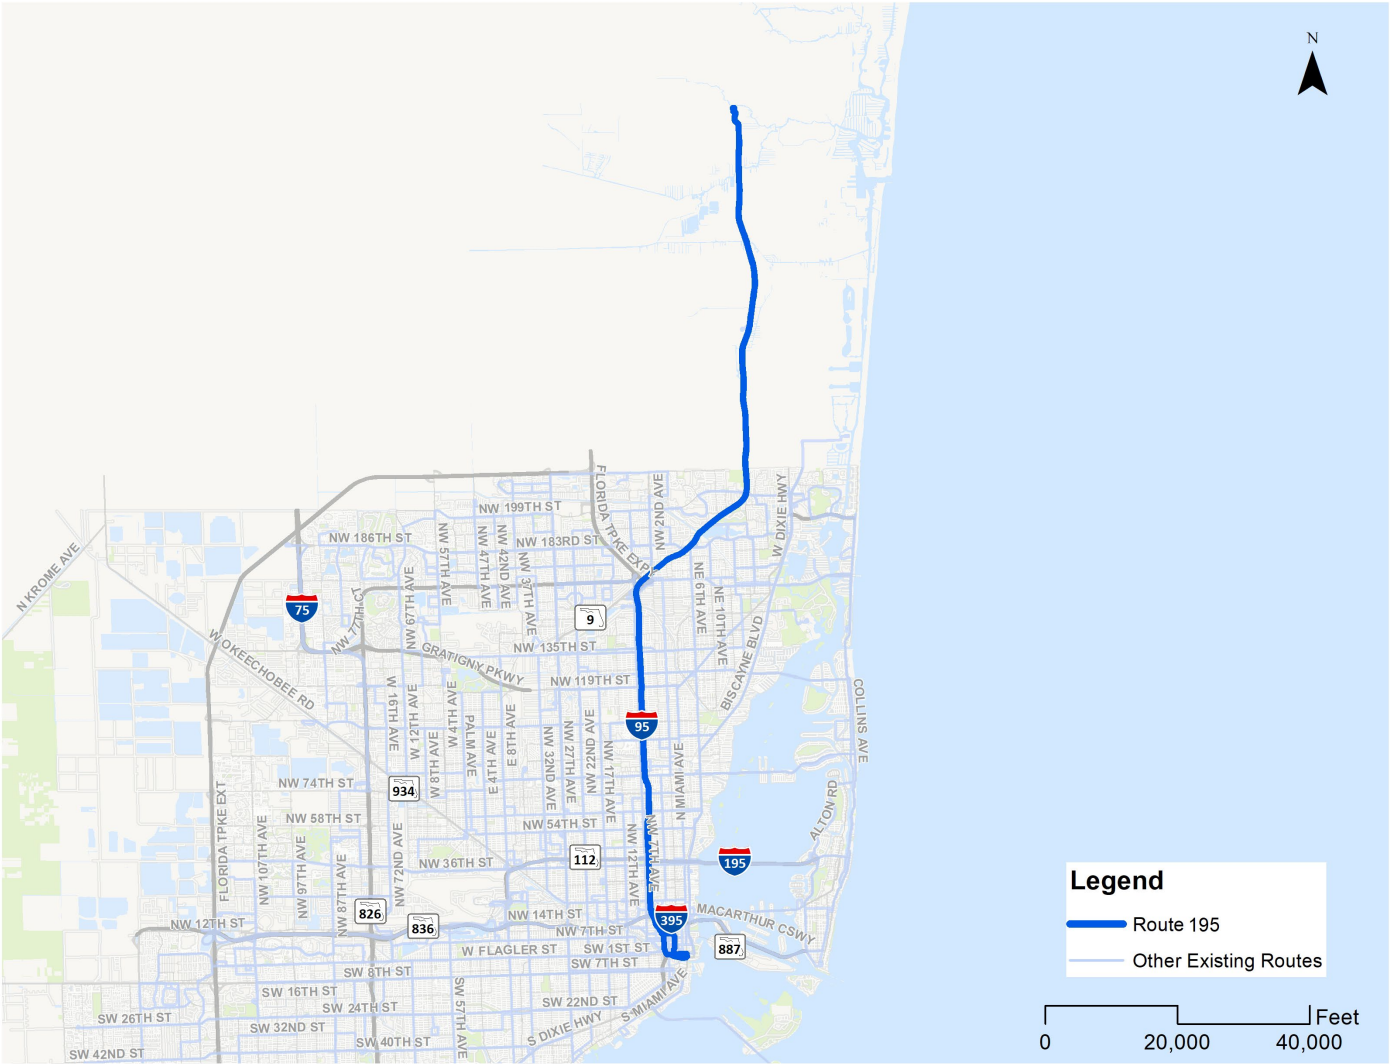 N
FLORIDA TPKE EXPY
NW 2ND AVE
W DIXIE HWY
NW 199TH ST
NW 186TH ST
NW 183RD ST
NW 57TH AVE
NW 47TH AVE
NW 42ND AVE
NW 37TH AVE
N KROME AVE
NW 67TH AVE
NW 77TH CT
NE 6TH AVE
NE 10TH AVE
75
9
W OKEECHOBEE RD
GRATIGNY PKWY
NW 135TH ST
NW 119TH ST
BISCAYNE BLVD
COLLINS AVE
W 16TH AVE
W 12TH AVE
W 8TH AVE
W 4TH AVE
PALM AVE
E 4TH AVE
E 8TH AVE
NW 32ND AVE
NW 27TH AVE
NW 22ND AVE
NW 17TH AVE
95
N MIAMI AVE
NW 74TH ST
934
FLORIDA TPKE EXT
NW 107TH AVE
NW 97TH AVE
NW 87TH AVE
NW 72ND AVE
NW 58TH ST
NW 54TH ST
NW 12TH AVE
NW 7TH AVE
ALTON RD
NW 36TH ST
112
195
826
836
NW 12TH ST
NW 14TH ST
NW 7TH ST
395
MACARTHUR CSWY
887
W FLAGLER ST
SW 1ST ST
SW 8TH ST
SW 7TH ST
SW 16TH ST
SW 24TH ST
SW 22ND ST
S MIAMI AVE
SW 57TH AVE
S DIXIE HWY
SW 26TH ST
SW 32ND ST
SW 40TH ST
SW 42ND ST
Legend
Route 195
Other Existing Routes
Feet
0
20,000
40,000